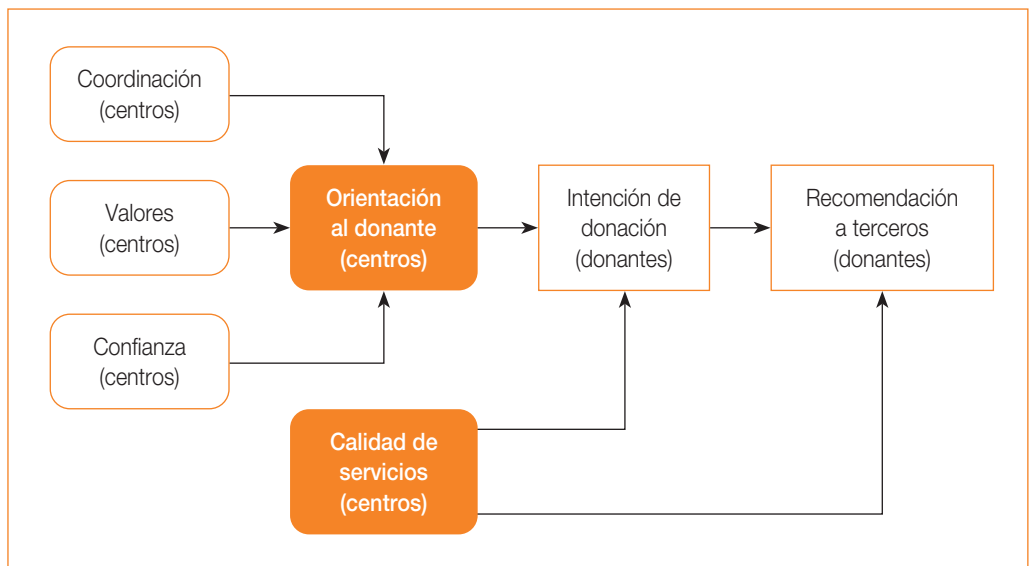 Coordinación
(centros)
Valores
(centros)
Confianza
(centros)
Orientación
al donante
(centros)
Intención de
donación
(donantes)
Recomendación
a terceros
(donantes)
Calidad de
servicios
(centros)